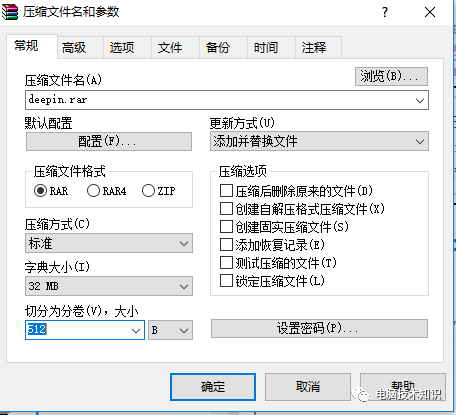 压缩文件名和参数
常规 高级 选项 文件 备份 时间 注释
压缩文件名(A)
浏览(B)...
deepin.rar
默认配置
配置(F)...
更新方式(U)
添加并替换文件
压缩文件格式
RAR RAR4 ZIP
压缩方式(C)
标准
字典大小(I)
32 MB
切分为分卷(V)，大小
512 B
压缩选项
压缩后删除原来的文件(D)
创建自解压格式压缩文件(X)
创建固实压缩文件(S)
添加恢复记录(E)
测试压缩的文件(T)
锁定压缩文件(L)
设置密码(P)...
确定 取消 帮助
电脑技术知识